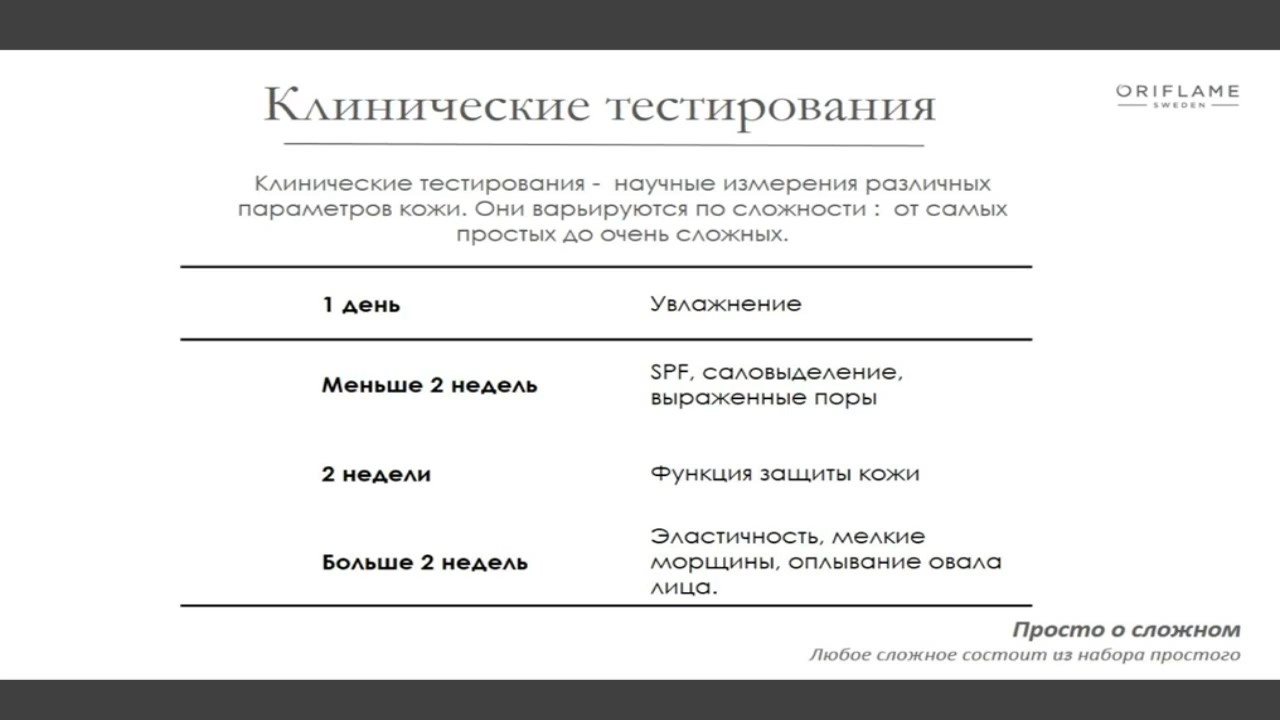 Клинические тестирования
ORIFLAME
SWEDEN
Клинические тестирования - научные измерения различных
параметров кожи. Они варьируются по сложности : от самых
простых до очень сложных.
1 день
Увлажнение
Меньше 2 недель
SPF, саловыделение,
выраженные поры
2 недели
Функция защиты кожи
Больше 2 недель
Эластичность, мелкие
морщины, оплывание овала
лица.
Просто о сложном
Любое сложное состоит из набора простого